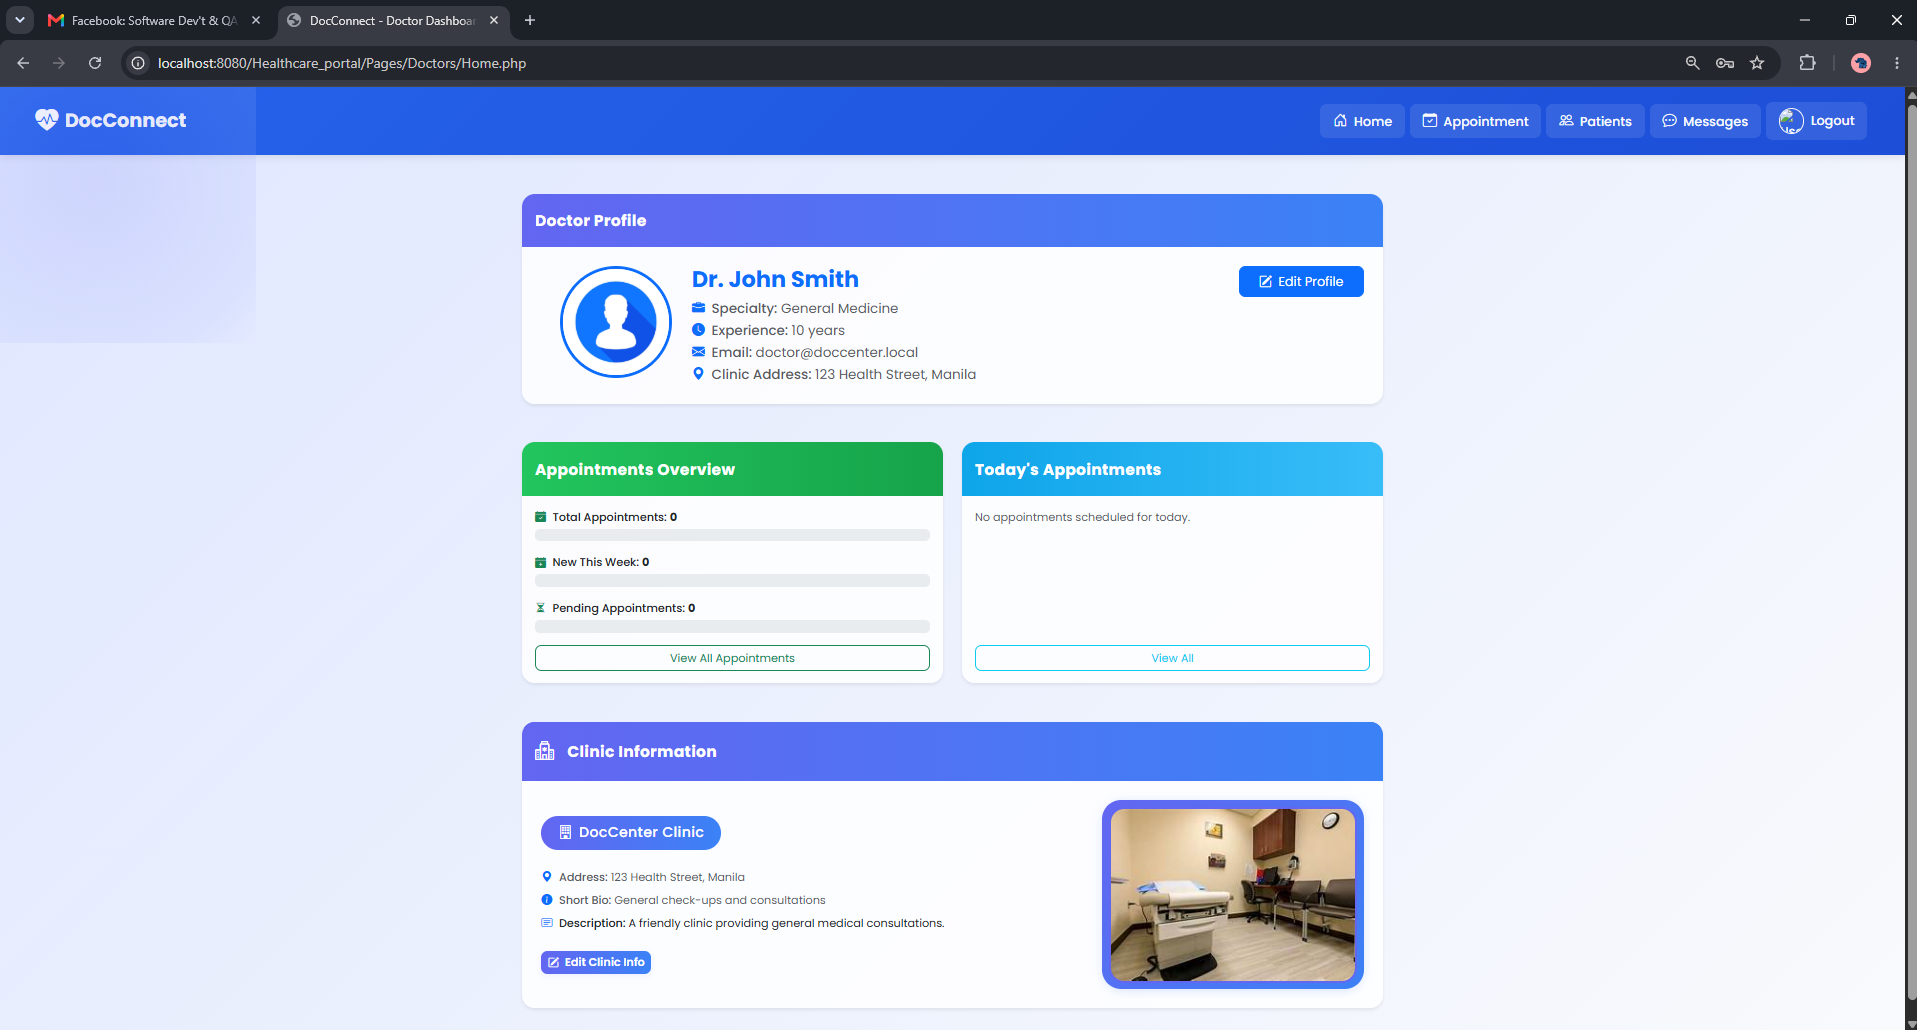 Facebook: Software Dev't & QA
DocConnect - Doctor Dashboa
localhost:8080/Healthcare_portal/Pages/Doctors/Home.php
DocConnect
Home
Appointment
Patients
Messages
Logout
Doctor Profile
Dr. John Smith
Edit Profile
Specialty: General Medicine
Experience: 10 years
Email: doctor@doccenter.local
Clinic Address: 123 Health Street, Manila
Appointments Overview
Total Appointments: 0
New This Week: 0
Pending Appointments: 0
View All Appointments
Today's Appointments
No appointments scheduled for today.
View All
Clinic Information
DocCenter Clinic
Address: 123 Health Street, Manila
Short Bio: General check-ups and consultations
Description: A friendly clinic providing general medical consultations.
Edit Clinic Info